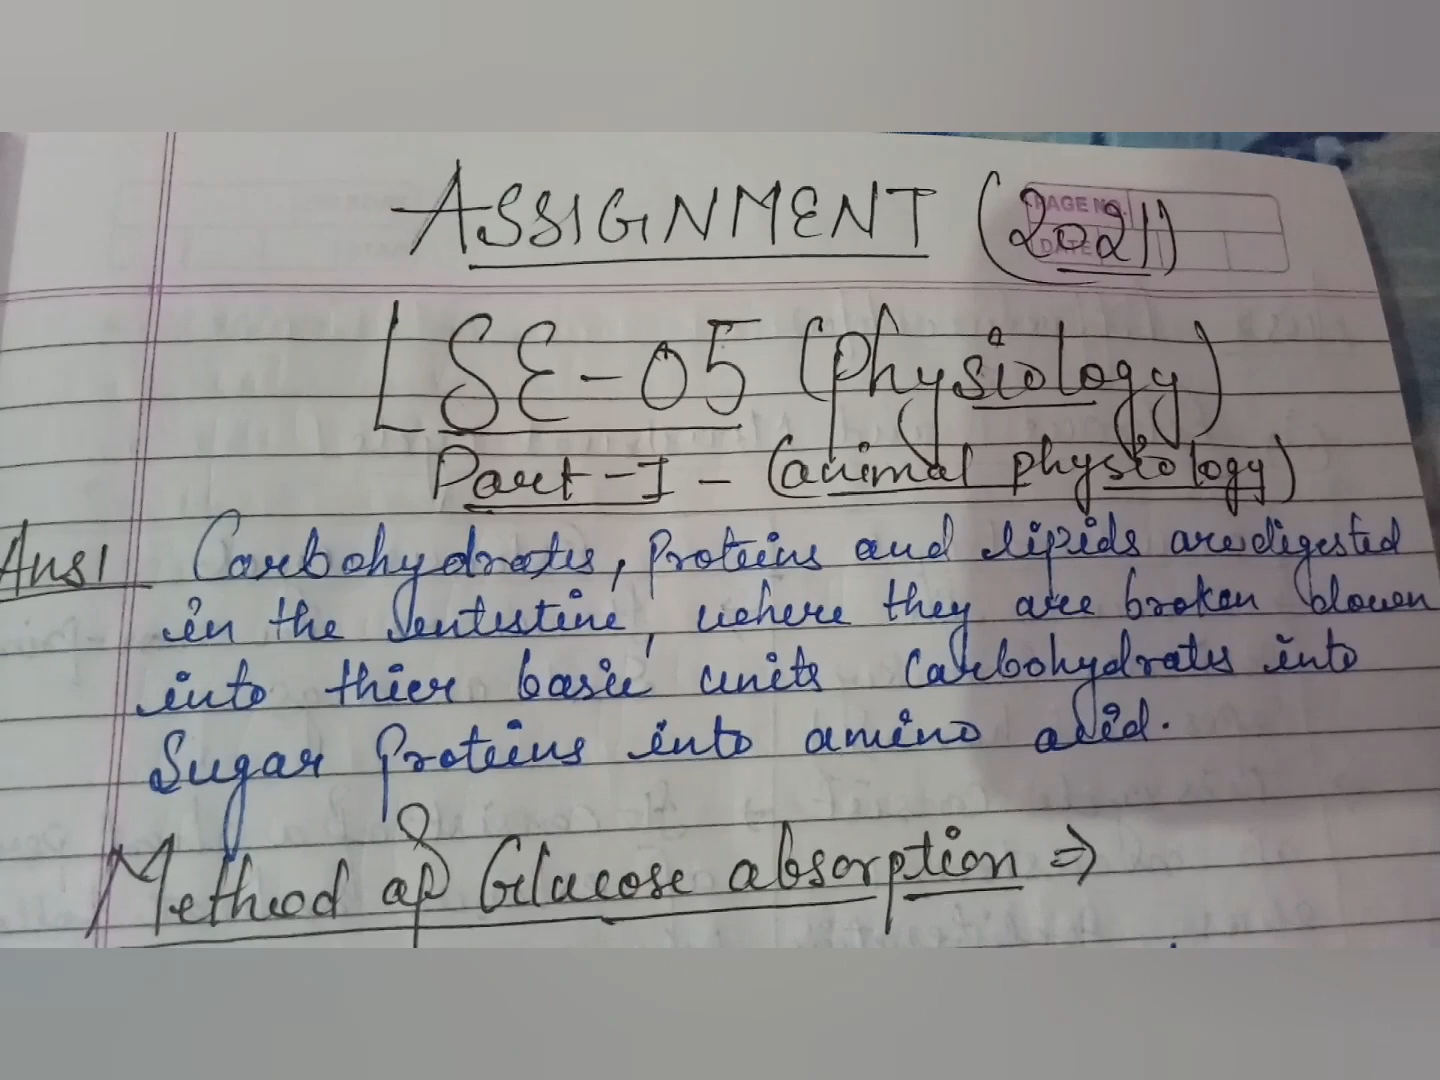 ASSIGNMENT (2021)
PAGE No.
DATE
LSE-05 (Physiology)
Part-I - (animal physiology)
Ans1 Carbohydrates, Proteins and lipids are digested
in the Ientestine, where they are broken down
into thier basic units Carbohydrates into
Sugar Proteins into amino acid.
Method of Glucose absorption ⇒